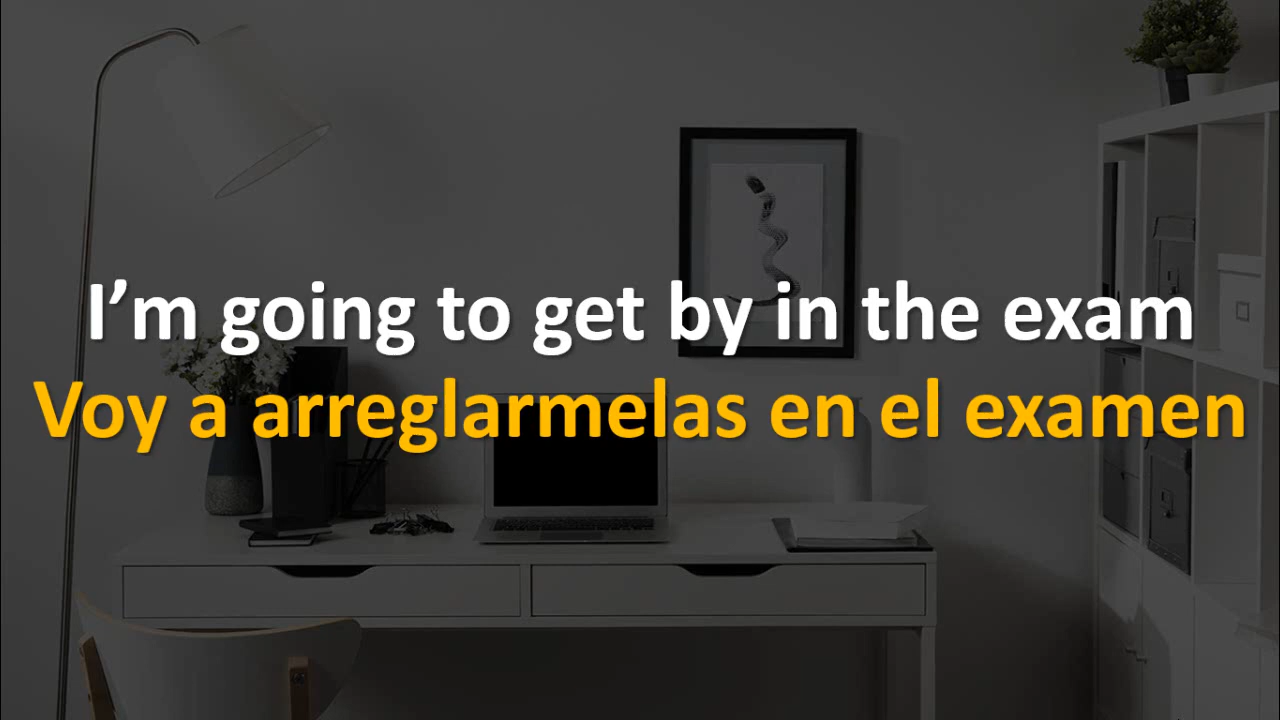 I’m going to get by in the exam
Voy a arreglarmelas en el examen